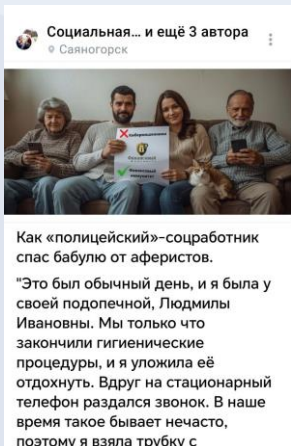 Социальная... и ещё 3 автора
Саяногорск
Как «полицейский»-соцработник
спас бабулю от аферистов.
"Это был обычный день, и я была у
своей подопечной, Людмилы
Ивановны. Мы только что
закончили гигиенические
процедуры, и я уложила её
отдохнуть. Вдруг на стационарный
телефон раздался звонок. В наше
время такое бывает нечасто,
поэтому я взяла трубку с